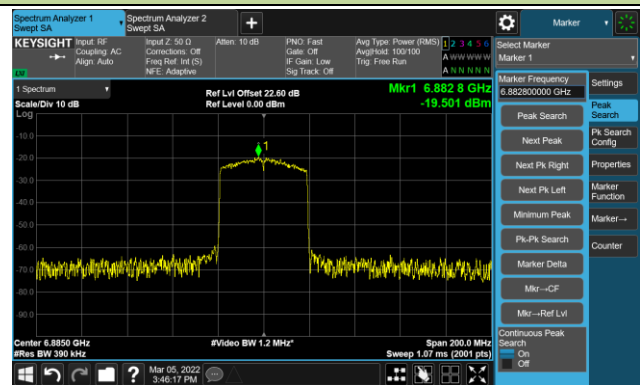 Spectrum Analyzer 1
Swept SA
Spectrum Analyzer 2
Swept SA
+
Marker
KEYSIGHT
Input: RF
Coupling: AC
Align: Auto
Input Z: 50 Ω
Corrections: Off
Freq Ref: Int (S)
NFE: Adaptive
Atten: 10 dB
PNO: Fast
Gate: Off
IF Gain: Low
Sig Track: Off
Avg Type: Power (RMS)
Avg|Hold: 100/100
Trig: Free Run
1 2 3 4 5 6
A W W W W W
A N N N N N
LXI
Select Marker
Marker 1
1 Spectrum
Scale/Div 10 dB
Log
Ref Lvl Offset 22.60 dB
Ref Level 0.00 dBm
Mkr1 6.882 8 GHz
-19.501 dBm
1
-10.0
-20.0
-30.0
-40.0
-50.0
-60.0
-70.0
-80.0
-90.0
Center 6.8850 GHz
#Res BW 390 kHz
#Video BW 1.2 MHz*
Span 200.0 MHz
Sweep 1.07 ms (2001 pts)
Marker Frequency
6.882800000 GHz
Peak Search
Next Peak
Next Pk Right
Next Pk Left
Minimum Peak
Pk-Pk Search
Marker Delta
Mkr→CF
Mkr→Ref Lvl
Continuous Peak
Search
On
Off
Settings
Peak
Search
Pk Search
Config
Properties
Marker
Function
Marker→
Counter
?
Mar 05, 2022
3:46:17 PM